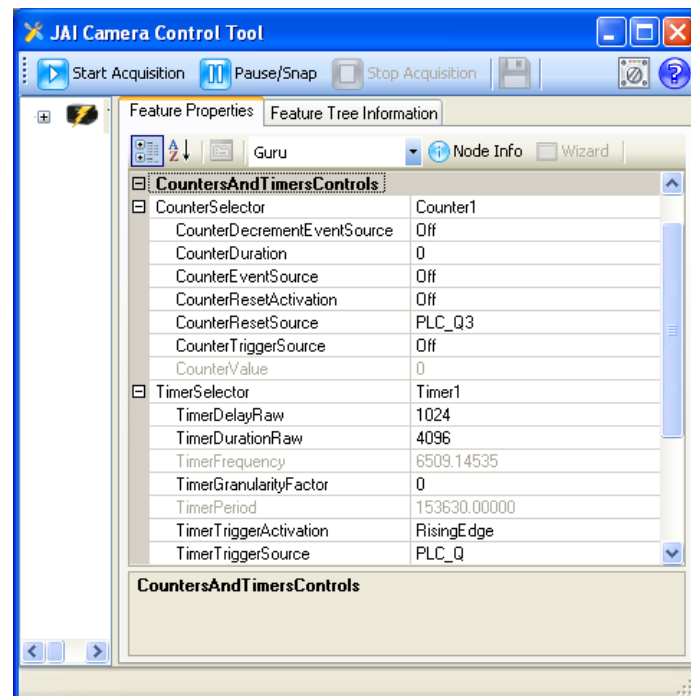 JAI Camera Control Tool
Start Acquisition Pause/Snap Stop Acquisition
Feature Properties Feature Tree Information
Guru Node Info Wizard
CountersAndTimersControls
CounterSelector Counter1
CounterDecrementEventSource Off
CounterDuration 0
CounterEventSource Off
CounterResetActivation Off
CounterResetSource PLC_Q3
CounterTriggerSource Off
CounterValue 0
TimerSelector Timer1
TimerDelayRaw 1024
TimerDurationRaw 4096
TimerFrequency 6509.14535
TimerGranularityFactor 0
TimerPeriod 153630.00000
TimerTriggerActivation RisingEdge
TimerTriggerSource PLC_Q
CountersAndTimersControls